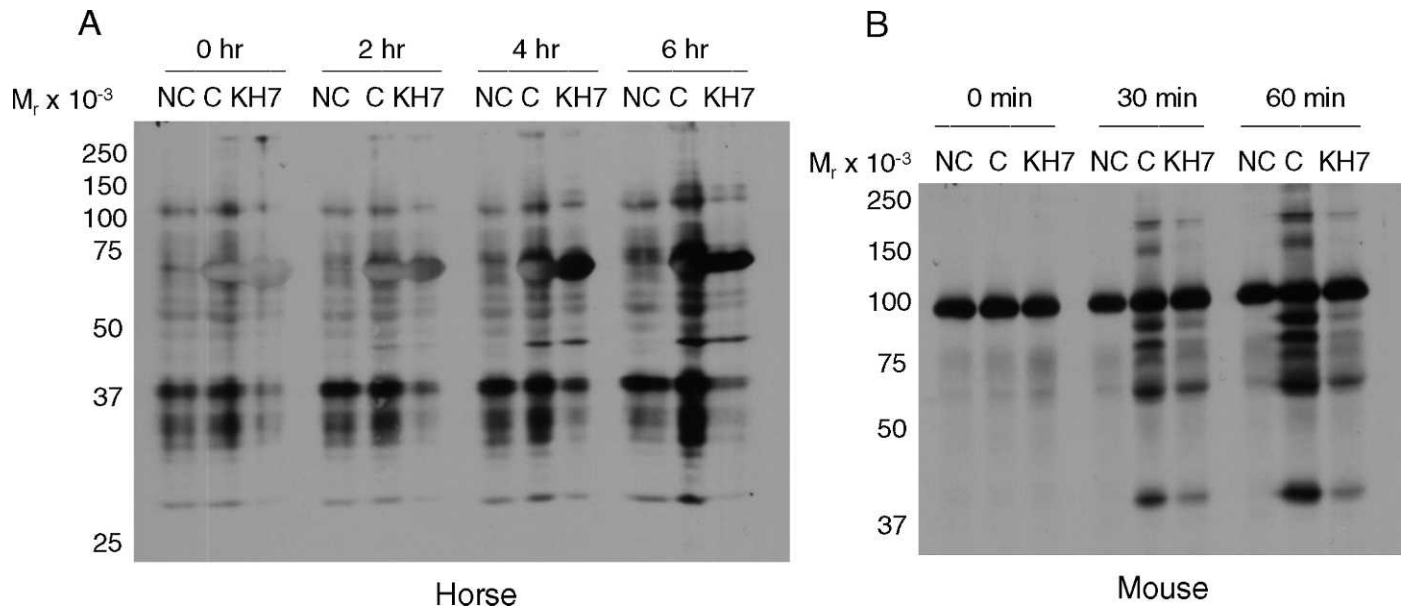 A
0 hr 2 hr 4 hr 6 hr
Mr x 10-3 NC C KH7 NC C KH7 NC C KH7 NC C KH7
250
150
100
75
50
37
25
Horse
B
0 min 30 min 60 min
Mr x 10-3 NC C KH7 NC C KH7 NC C KH7
250
150
100
75
50
37
Mouse